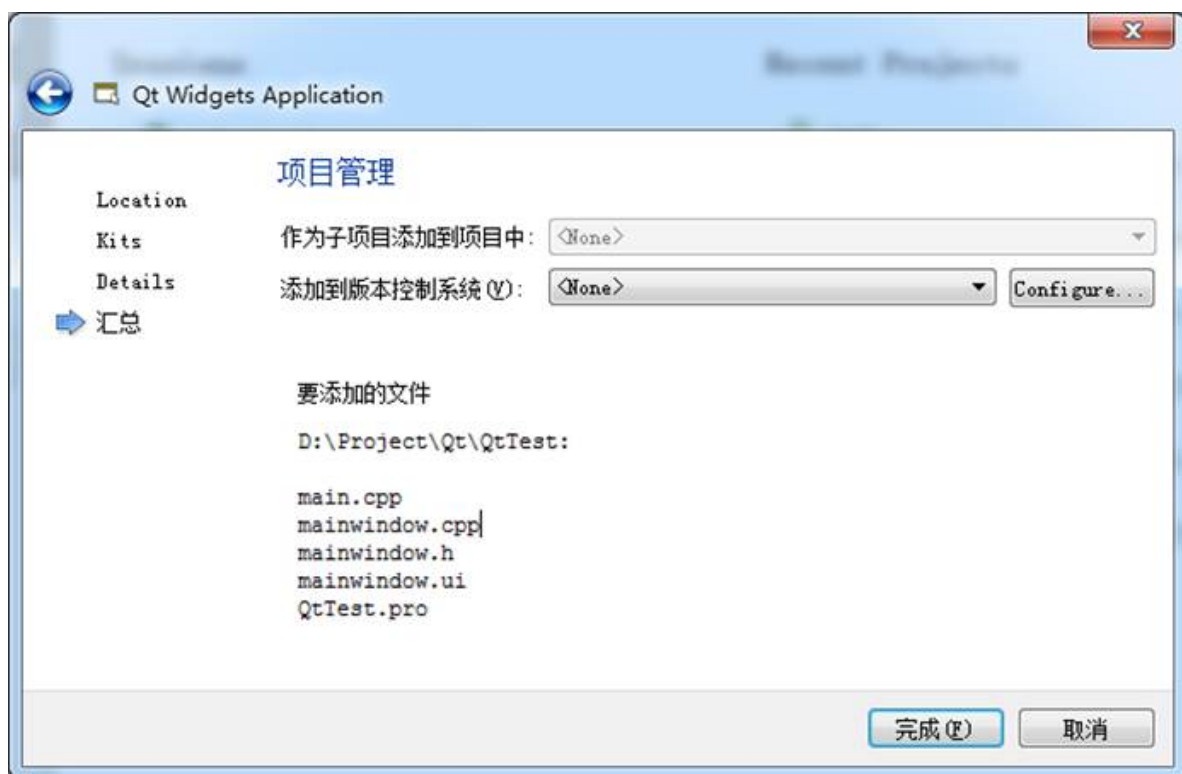 Sessions
Recent Projects
Qt Widgets Application
项目管理
Location
Kits
Details
汇总
作为子项目添加到项目中:
<None>
添加到版本控制系统(V):
<None>
Configure...
要添加的文件
D:\Project\Qt\QtTest:
main.cpp
mainwindow.cpp
mainwindow.h
mainwindow.ui
QtTest.pro
完成(F)
取消